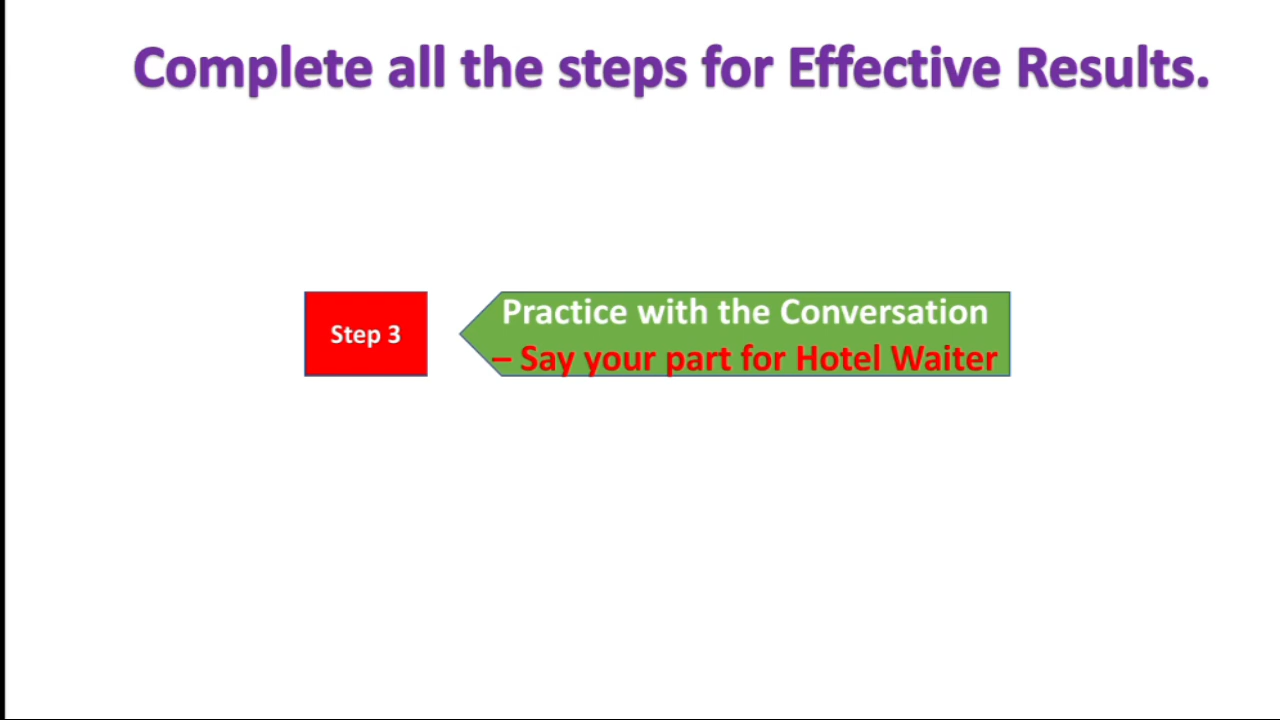 Complete all the steps for Effective Results.
Step 3
Practice with the Conversation
– Say your part for Hotel Waiter